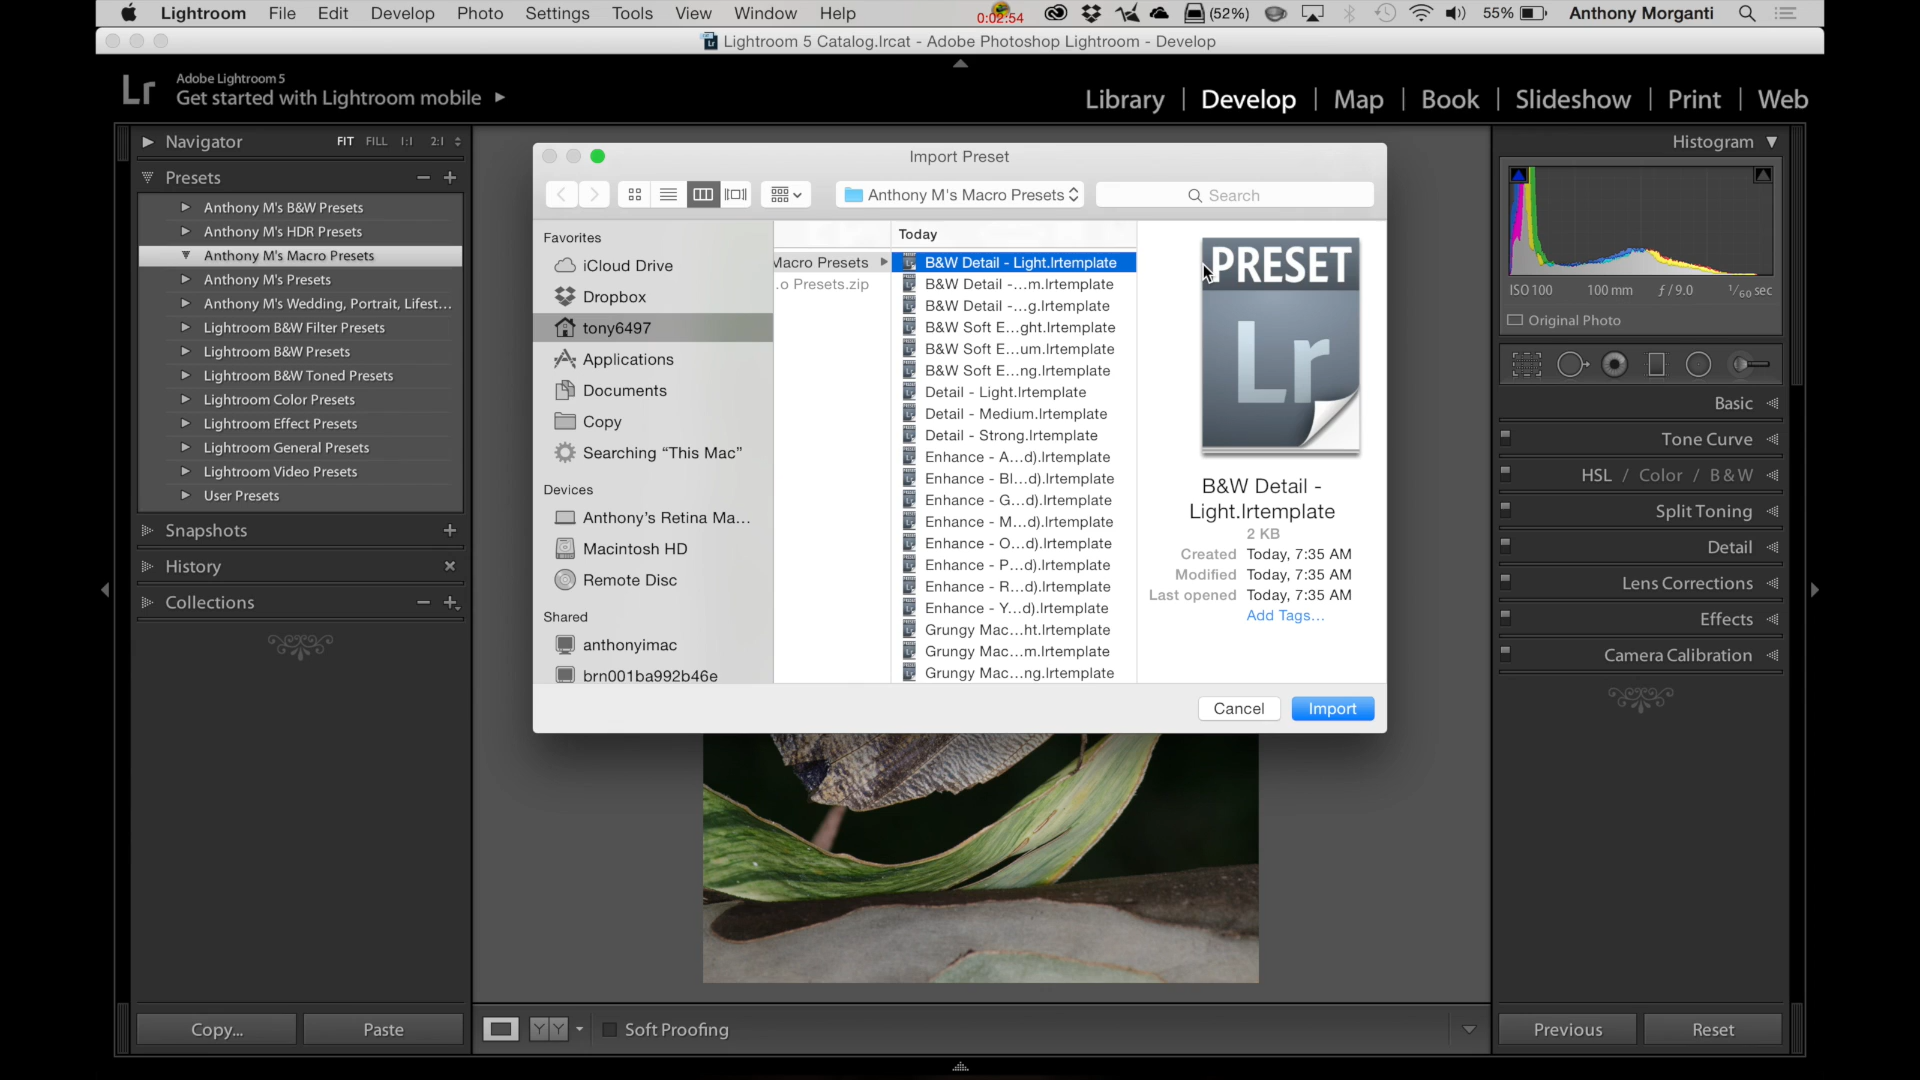 Lightroom File Edit Develop Photo Settings Tools View Window Help 0:02:54 (52%) 55% Anthony Morganti
Lightroom 5 Catalog.lrcat - Adobe Photoshop Lightroom - Develop
Lr
Adobe Lightroom 5
Get started with Lightroom mobile
Library | Develop | Map | Book | Slideshow | Print | Web
Navigator FIT FILL 1:1 2:1
Presets
Anthony M's B&W Presets
Anthony M's HDR Presets
Anthony M's Macro Presets
Anthony M's Presets
Anthony M's Wedding, Portrait, Lifest...
Lightroom B&W Filter Presets
Lightroom B&W Presets
Lightroom B&W Toned Presets
Lightroom Color Presets
Lightroom Effect Presets
Lightroom General Presets
Lightroom Video Presets
User Presets
Snapshots
History
Collections
Copy... Paste
Import Preset
Anthony M's Macro Presets
Search
Favorites
iCloud Drive
Dropbox
tony6497
Applications
Documents
Copy
Searching “This Mac”
Devices
Anthony’s Retina Ma...
Macintosh HD
Remote Disc
Shared
anthonyimac
brn001ba992b46e
Macro Presets
...o Presets.zip
Today
B&W Detail - Light.lrtemplate
B&W Detail -...m.lrtemplate
B&W Detail -...g.lrtemplate
B&W Soft E...ght.lrtemplate
B&W Soft E...um.lrtemplate
B&W Soft E...ng.lrtemplate
Detail - Light.lrtemplate
Detail - Medium.lrtemplate
Detail - Strong.lrtemplate
Enhance - A...d).lrtemplate
Enhance - Bl...d).lrtemplate
Enhance - G...d).lrtemplate
Enhance - M...d).lrtemplate
Enhance - O...d).lrtemplate
Enhance - P...d).lrtemplate
Enhance - R...d).lrtemplate
Enhance - Y...d).lrtemplate
Grungy Mac...ht.lrtemplate
Grungy Mac...m.lrtemplate
Grungy Mac...ng.lrtemplate
PRESET
Lr
B&W Detail -
Light.lrtemplate
2 KB
Created Today, 7:35 AM
Modified Today, 7:35 AM
Last opened Today, 7:35 AM
Add Tags...
Cancel Import
YY Soft Proofing
Histogram
ISO 100 100 mm ƒ / 9.0 1/60 sec
Original Photo
Basic
Tone Curve
HSL / Color / B & W
Split Toning
Detail
Lens Corrections
Effects
Camera Calibration
Previous Reset